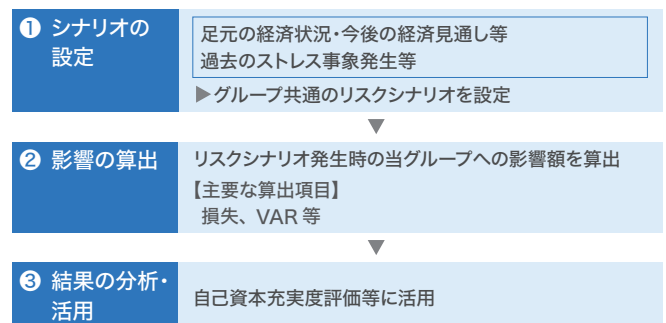 ❶ シナリオの
設定
足元の経済状況・今後の経済見通し等
過去のストレス事象発生等
▶グループ共通のリスクシナリオを設定
▼
❷ 影響の算出
リスクシナリオ発生時の当グループへの影響額を算出
【主要な算出項目】
損失、VAR 等
▼
❸ 結果の分析・
活用
自己資本充実度評価等に活用